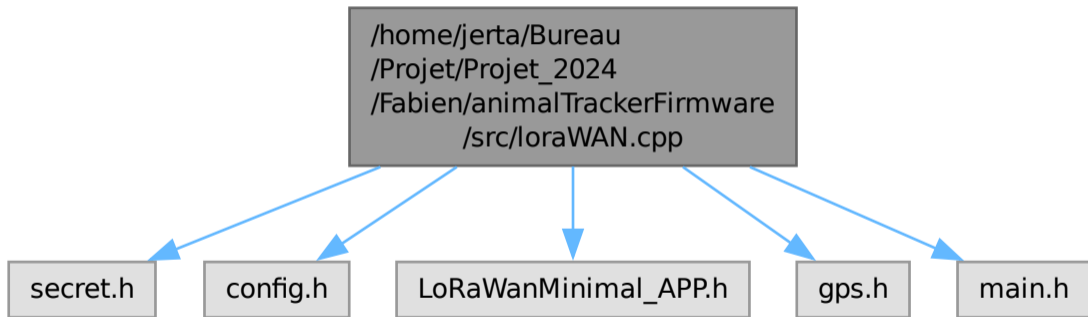 /home/jerta/Bureau
/Projet/Projet_2024
/Fabien/animalTrackerFirmware
/src/loraWAN.cpp
secret.h
config.h
LoRaWanMinimal_APP.h
gps.h
main.h